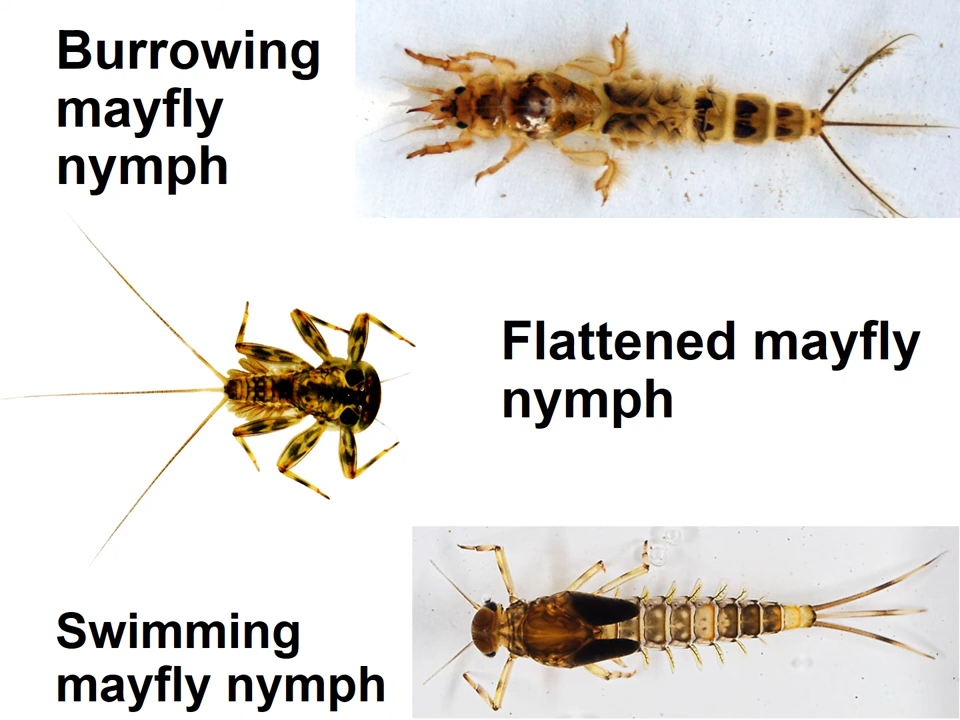 Burrowing
mayfly
nymph
Flattened mayfly
nymph
Swimming
mayfly nymph